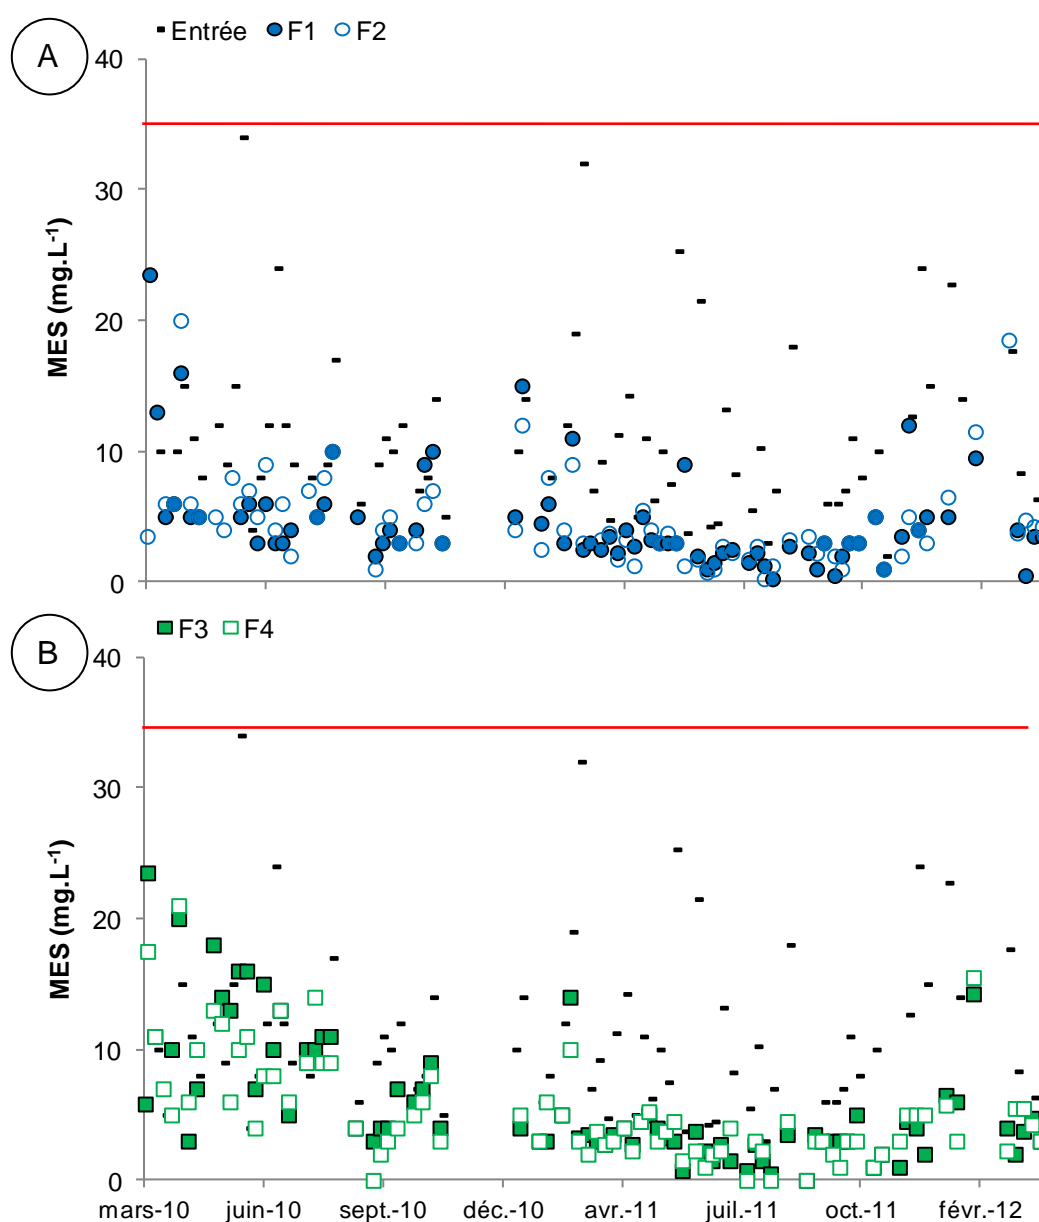 A
Entrée F1 F2
40
30
20
10
0
MES (mg.L-1)
B
F3 F4
40
30
20
10
0
MES (mg.L-1)
mars-10 juin-10 sept.-10 déc.-10 avr.-11 juil.-11 oct.-11 févr.-12